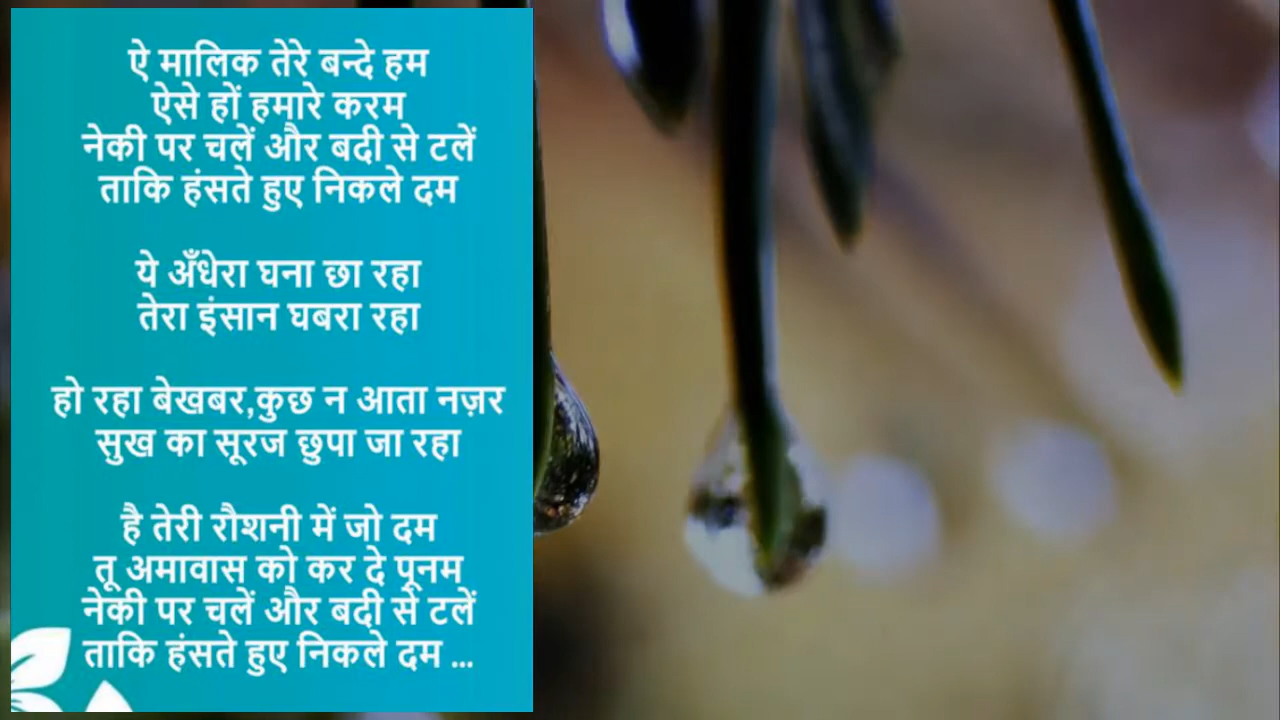 ऐ मालिक तेरे बन्दे हम
ऐसे हों हमारे करम
नेकी पर चलें और बदी से टलें
ताकि हंसते हुए निकले दम
ये अँधेरा घना छा रहा
तेरा इंसान घबरा रहा
हो रहा बेखबर,कुछ न आता नज़र
सुख का सूरज छुपा जा रहा
है तेरी रौशनी में जो दम
तू अमावास को कर दे पूनम
नेकी पर चलें और बदी से टलें
ताकि हंसते हुए निकले दम ...